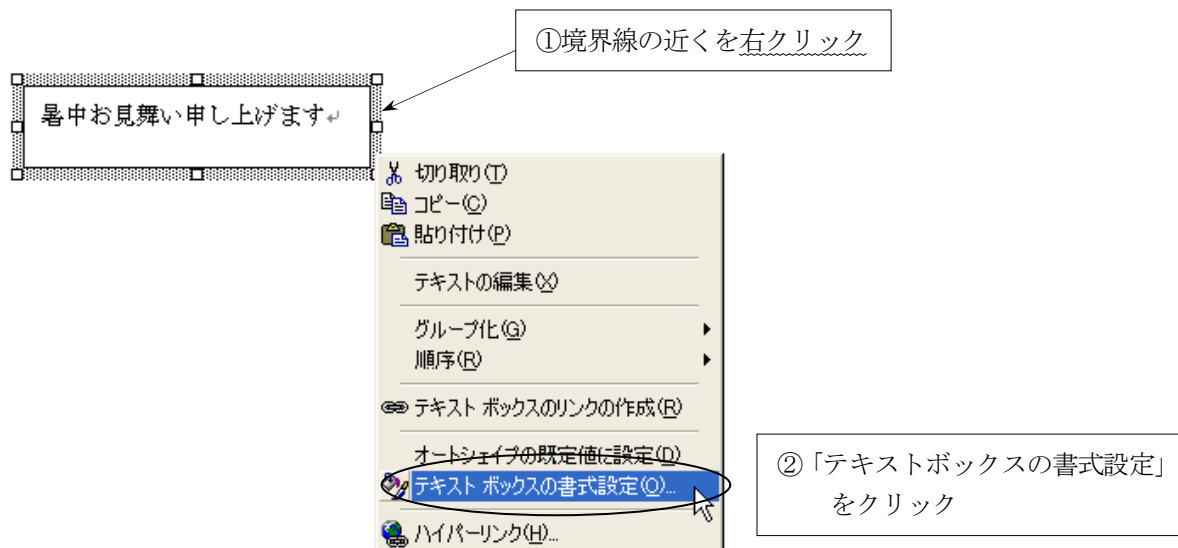 ①境界線の近くを右クリック
暑中お見舞い申し上げます↵
切り取り(T)
コピー(C)
貼り付け(P)
テキストの編集(X)
グループ化(G)
順序(R)
テキスト ボックスのリンクの作成(R)
オートシェイプの既定値に設定(D)
テキスト ボックスの書式設定(O)...
ハイパーリンク(H)...
②「テキストボックスの書式設定」
をクリック